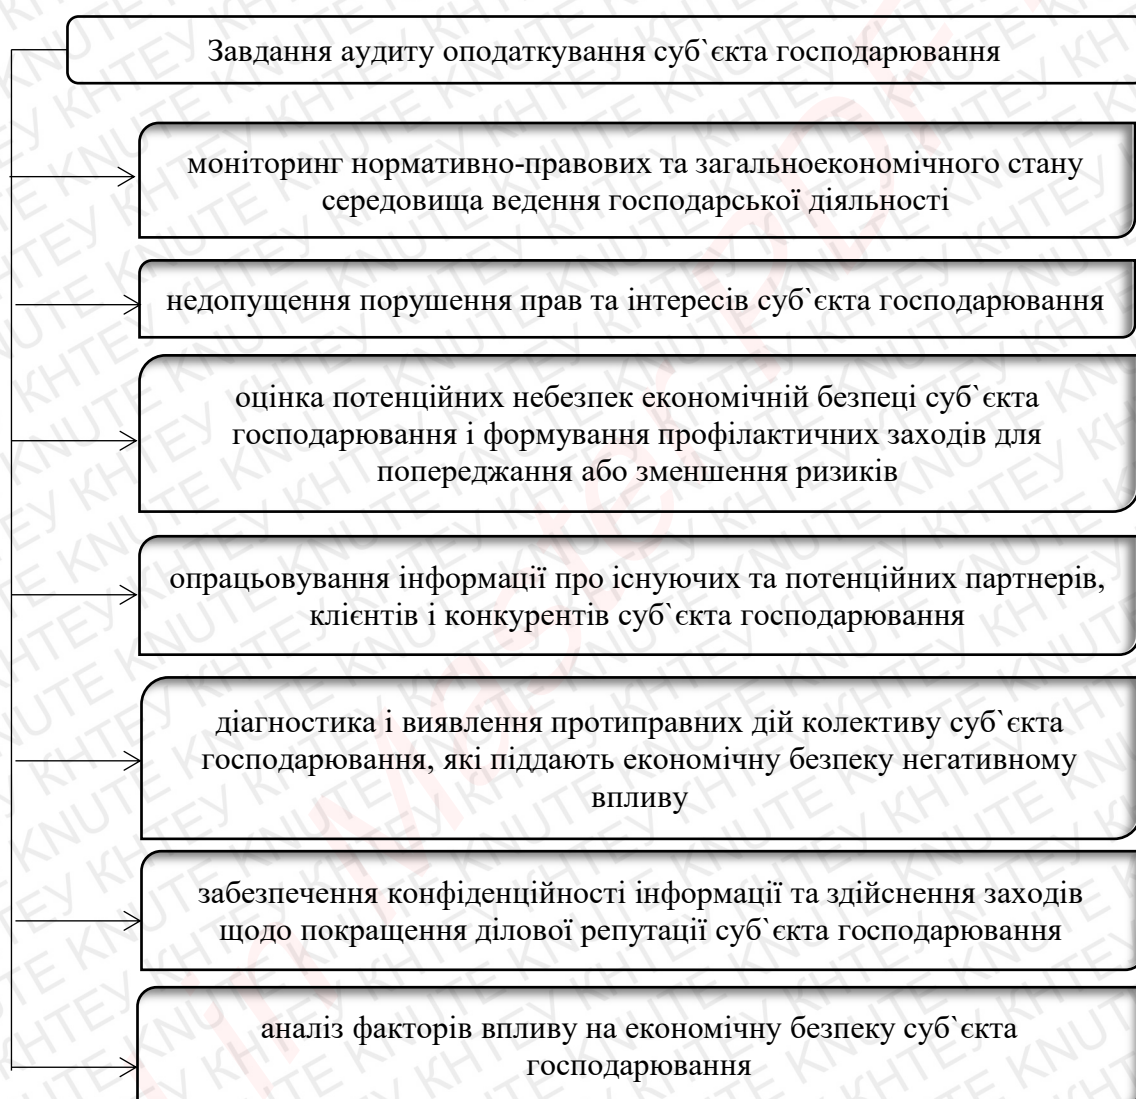 Завдання аудиту оподаткування суб`єкта господарювання
моніторинг нормативно-правових та загальноекономічного стану
середовища ведення господарської діяльності
недопущення порушення прав та інтересів суб`єкта господарювання
оцінка потенційних небезпек економічній безпеці суб`єкта
господарювання і формування профілактичних заходів для
попереджання або зменшення ризиків
опрацьовування інформації про існуючих та потенційних партнерів,
клієнтів і конкурентів суб`єкта господарювання
діагностика і виявлення протиправних дій колективу суб`єкта
господарювання, які піддають економічну безпеку негативному
впливу
забезпечення конфіденційності інформації та здійснення заходів
щодо покращення ділової репутації суб`єкта господарювання
аналіз факторів впливу на економічну безпеку суб`єкта
господарювання